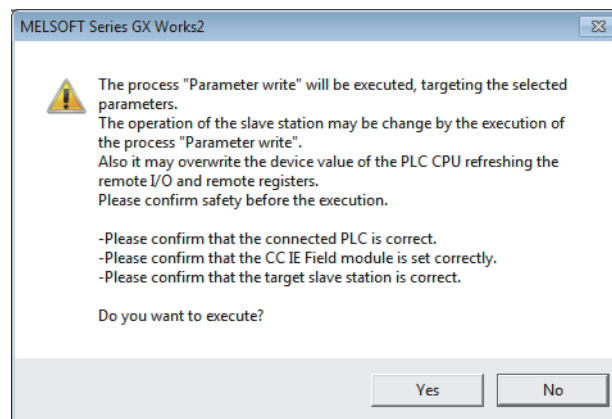 MELSOFT Series GX Works2
The process "Parameter write" will be executed, targeting the selected
parameters.
The operation of the slave station may be change by the execution of
the process "Parameter write".
Also it may overwrite the device value of the PLC CPU refreshing the
remote I/O and remote registers.
Please confirm safety before the execution.
-Please confirm that the connected PLC is correct.
-Please confirm that the CC IE Field module is set correctly.
-Please confirm that the target slave station is correct.
Do you want to execute?
Yes
No